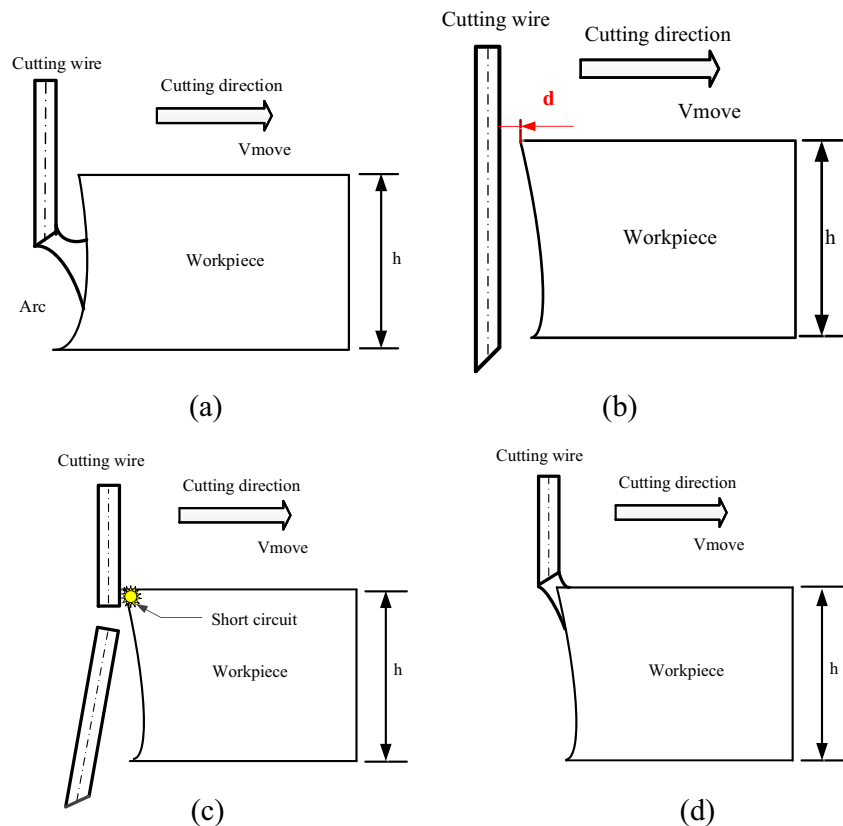 Cutting wire
Cutting direction
Vmove
Workpiece
h
Arc
(a)
Cutting wire
Cutting direction
d
Vmove
Workpiece
h
(b)
Cutting wire
Cutting direction
Vmove
Short circuit
Workpiece
h
(c)
Cutting wire
Cutting direction
Vmove
Workpiece
h
(d)